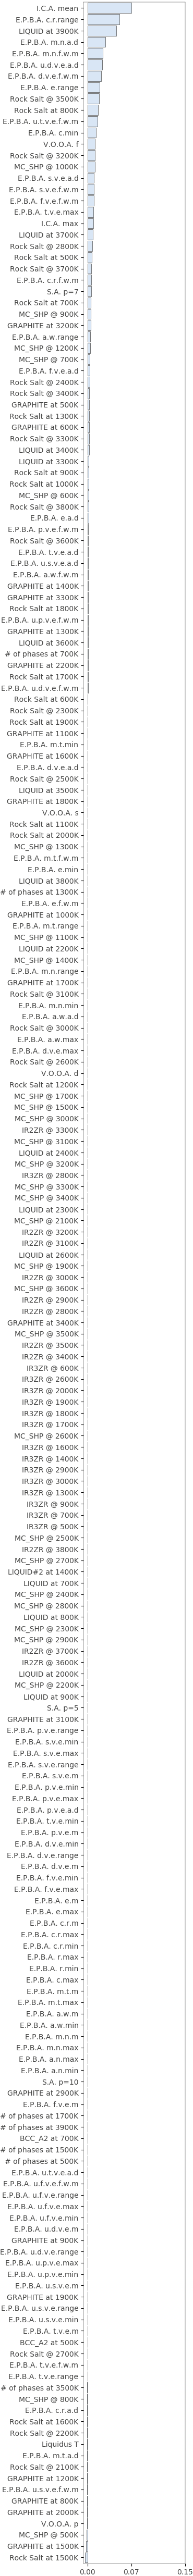 I.C.A. mean
E.P.B.A. c.r.range
LIQUID at 3900K
E.P.B.A. m.n.a.d
E.P.B.A. m.n.f.w.m
E.P.B.A. u.d.v.e.a.d
E.P.B.A. d.v.e.f.w.m
E.P.B.A. e.range
Rock Salt @ 3500K
Rock Salt at 800K
E.P.B.A. u.t.v.e.f.w.m
E.P.B.A. c.min
V.O.O.A. f
Rock Salt @ 3200K
MC_SHP @ 1000K
E.P.B.A. s.v.e.a.d
E.P.B.A. s.v.e.f.w.m
E.P.B.A. f.v.e.f.w.m
E.P.B.A. t.v.e.max
I.C.A. max
LIQUID at 3700K
Rock Salt @ 2800K
Rock Salt at 500K
Rock Salt @ 3700K
E.P.B.A. c.r.f.w.m
S.A. p=7
Rock Salt at 700K
MC_SHP @ 900K
GRAPHITE at 3200K
E.P.B.A. a.w.range
MC_SHP @ 1200K
MC_SHP @ 700K
E.P.B.A. f.v.e.a.d
Rock Salt @ 2400K
Rock Salt @ 3400K
GRAPHITE at 500K
Rock Salt at 1300K
GRAPHITE at 600K
Rock Salt @ 3300K
LIQUID at 3400K
LIQUID at 3300K
Rock Salt at 900K
Rock Salt at 1000K
MC_SHP @ 600K
Rock Salt @ 3800K
E.P.B.A. e.a.d
E.P.B.A. p.v.e.f.w.m
Rock Salt @ 3600K
E.P.B.A. t.v.e.a.d
E.P.B.A. u.s.v.e.a.d
E.P.B.A. a.w.f.w.m
GRAPHITE at 1400K
GRAPHITE at 3300K
Rock Salt at 1800K
E.P.B.A. u.p.v.e.f.w.m
GRAPHITE at 1300K
LIQUID at 3600K
# of phases at 700K
GRAPHITE at 2200K
Rock Salt at 1700K
E.P.B.A. u.d.v.e.f.w.m
Rock Salt at 600K
Rock Salt @ 2300K
Rock Salt at 1900K
GRAPHITE at 1100K
E.P.B.A. m.t.min
GRAPHITE at 1600K
E.P.B.A. d.v.e.a.d
Rock Salt @ 2500K
LIQUID at 3500K
GRAPHITE at 1800K
V.O.O.A. s
Rock Salt at 1100K
Rock Salt at 2000K
MC_SHP @ 1300K
E.P.B.A. m.t.f.w.m
E.P.B.A. e.min
LIQUID at 3800K
# of phases at 1300K
E.P.B.A. e.f.w.m
GRAPHITE at 1000K
E.P.B.A. m.t.range
MC_SHP @ 1100K
LIQUID at 2200K
MC_SHP @ 1400K
E.P.B.A. m.n.range
GRAPHITE at 1700K
Rock Salt @ 3100K
E.P.B.A. m.n.min
E.P.B.A. a.w.a.d
Rock Salt @ 3000K
E.P.B.A. a.w.max
E.P.B.A. d.v.e.max
Rock Salt @ 2600K
V.O.O.A. d
Rock Salt at 1200K
MC_SHP @ 1700K
MC_SHP @ 1500K
MC_SHP @ 3000K
IR2ZR @ 3300K
MC_SHP @ 3100K
LIQUID at 2400K
MC_SHP @ 3200K
IR3ZR @ 2800K
MC_SHP @ 3300K
MC_SHP @ 3400K
LIQUID at 2300K
MC_SHP @ 2100K
IR2ZR @ 3200K
IR2ZR @ 3100K
LIQUID at 2600K
MC_SHP @ 1900K
IR2ZR @ 3000K
MC_SHP @ 3600K
IR2ZR @ 2900K
IR2ZR @ 2800K
GRAPHITE at 3400K
MC_SHP @ 3500K
IR2ZR @ 3500K
IR2ZR @ 3400K
IR3ZR @ 600K
IR3ZR @ 2600K
IR3ZR @ 2000K
IR3ZR @ 1900K
IR3ZR @ 1800K
IR3ZR @ 1700K
MC_SHP @ 2600K
IR3ZR @ 1600K
IR3ZR @ 1400K
IR3ZR @ 2900K
IR3ZR @ 3000K
IR3ZR @ 1300K
IR3ZR @ 900K
IR3ZR @ 700K
IR3ZR @ 500K
MC_SHP @ 2500K
IR2ZR @ 3800K
MC_SHP @ 2700K
LIQUID#2 at 1400K
LIQUID at 700K
MC_SHP @ 2400K
MC_SHP @ 2800K
LIQUID at 800K
MC_SHP @ 2300K
MC_SHP @ 2900K
IR2ZR @ 3700K
IR2ZR @ 3600K
LIQUID at 2000K
MC_SHP @ 2200K
LIQUID at 900K
S.A. p=5
GRAPHITE at 3100K
E.P.B.A. p.v.e.range
E.P.B.A. s.v.e.min
E.P.B.A. s.v.e.max
E.P.B.A. s.v.e.range
E.P.B.A. s.v.e.m
E.P.B.A. p.v.e.min
E.P.B.A. p.v.e.max
E.P.B.A. p.v.e.a.d
E.P.B.A. t.v.e.min
E.P.B.A. p.v.e.m
E.P.B.A. d.v.e.min
E.P.B.A. d.v.e.range
E.P.B.A. d.v.e.m
E.P.B.A. f.v.e.min
E.P.B.A. f.v.e.max
E.P.B.A. e.m
E.P.B.A. e.max
E.P.B.A. c.r.m
E.P.B.A. c.r.max
E.P.B.A. c.r.min
E.P.B.A. r.max
E.P.B.A. r.min
E.P.B.A. c.max
E.P.B.A. m.t.m
E.P.B.A. m.t.max
E.P.B.A. a.w.m
E.P.B.A. a.w.min
E.P.B.A. m.n.m
E.P.B.A. m.n.max
E.P.B.A. a.n.max
E.P.B.A. a.n.min
S.A. p=10
GRAPHITE at 2900K
E.P.B.A. f.v.e.m
# of phases at 1700K
# of phases at 3900K
BCC_A2 at 700K
# of phases at 1500K
# of phases at 500K
E.P.B.A. u.t.v.e.a.d
E.P.B.A. u.f.v.e.f.w.m
E.P.B.A. u.f.v.e.range
E.P.B.A. u.f.v.e.max
E.P.B.A. u.f.v.e.min
E.P.B.A. u.d.v.e.m
GRAPHITE at 900K
E.P.B.A. u.d.v.e.range
E.P.B.A. u.p.v.e.max
E.P.B.A. u.p.v.e.min
E.P.B.A. u.s.v.e.m
GRAPHITE at 1900K
E.P.B.A. u.s.v.e.range
E.P.B.A. u.s.v.e.min
E.P.B.A. t.v.e.m
BCC_A2 at 500K
Rock Salt @ 2700K
E.P.B.A. t.v.e.f.w.m
E.P.B.A. t.v.e.range
# of phases at 3500K
MC_SHP @ 800K
E.P.B.A. c.r.a.d
Rock Salt at 1600K
Rock Salt @ 2200K
Liquidus T
E.P.B.A. m.t.a.d
Rock Salt @ 2100K
GRAPHITE at 1200K
E.P.B.A. u.s.v.e.f.w.m
GRAPHITE at 800K
GRAPHITE at 2000K
V.O.O.A. p
MC_SHP @ 500K
GRAPHITE at 1500K
Rock Salt at 1500K
0.00 0.07 0.15